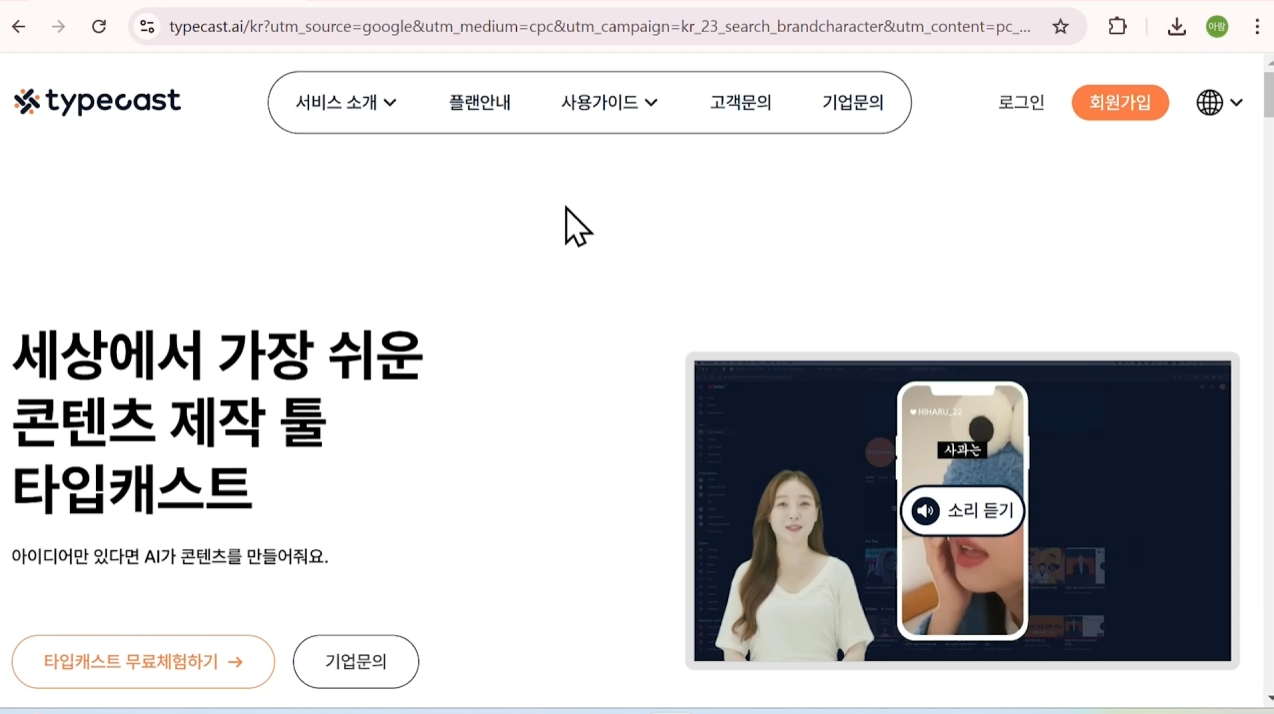 typecast.ai/kr?utm_source=google&utm_medium=cpc&utm_campaign=kr_23_search_brandcharacter&utm_content=pc_...
아람
typecast
서비스 소개
플랜안내
사용가이드
고객문의
기업문의
로그인
회원가입
세상에서 가장 쉬운
콘텐츠 제작 툴
타입캐스트
아이디어만 있다면 AI가 콘텐츠를 만들어줘요.
타입캐스트 무료체험하기 →
기업문의
HIHARU_22
사과는
소리 듣기